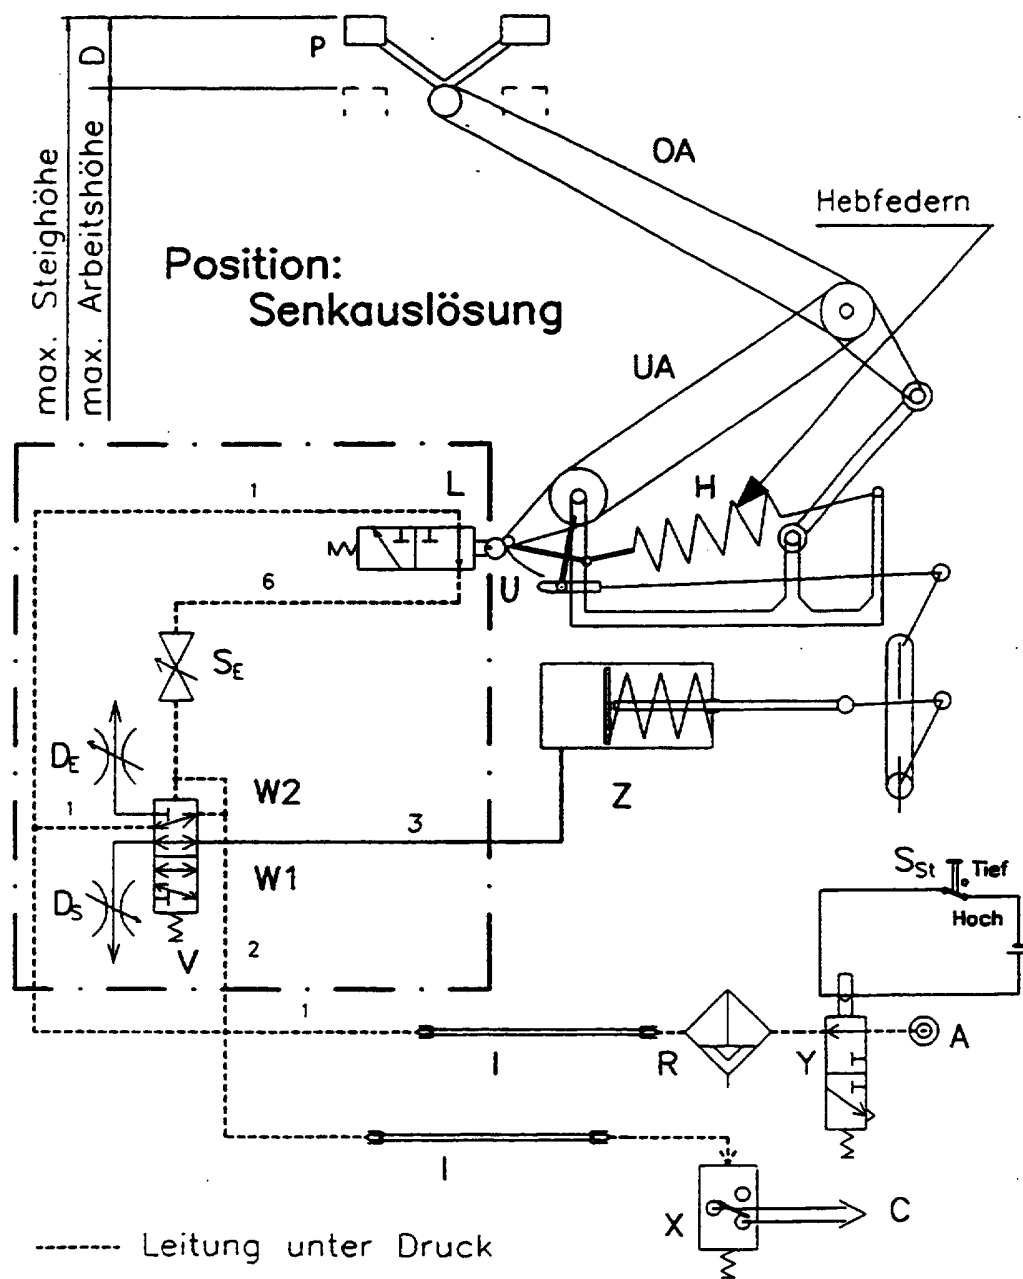 P
D
max. Steighöhe
max. Arbeitshöhe
OA
Hebfedern
Position:
Senkauslösung
UA
L
H
1
6
U
SE
DE
W2
Z
1
3
W1
SSt
Tief
Hoch
DS
V
2
1
I
R
Y
A
I
X
C
Leitung unter Druck